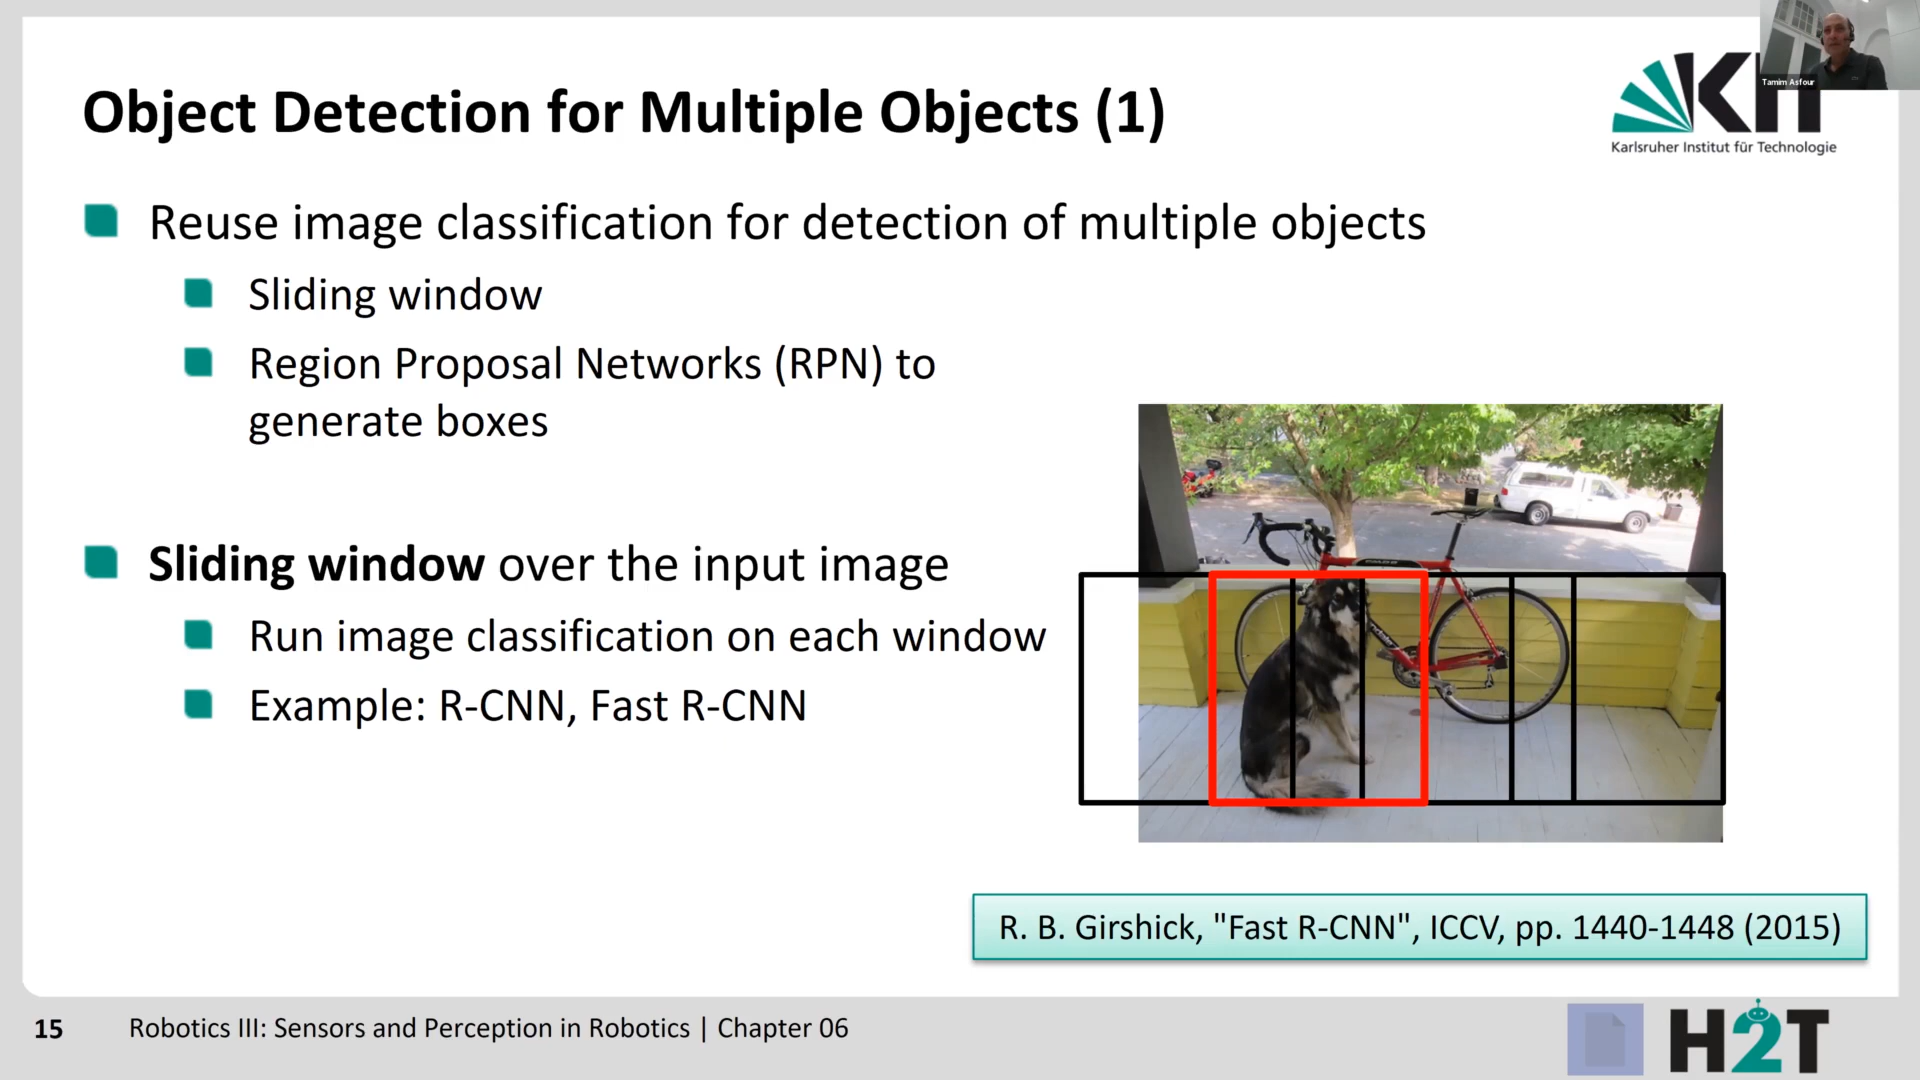 Tamim Asfour
KIT
Karlsruher Institut für Technologie
Object Detection for Multiple Objects (1)
Reuse image classification for detection of multiple objects
Sliding window
Region Proposal Networks (RPN) to
generate boxes
Sliding window over the input image
Run image classification on each window
Example: R-CNN, Fast R-CNN
R. B. Girshick, "Fast R-CNN", ICCV, pp. 1440-1448 (2015)
15 Robotics III: Sensors and Perception in Robotics | Chapter 06
H2T